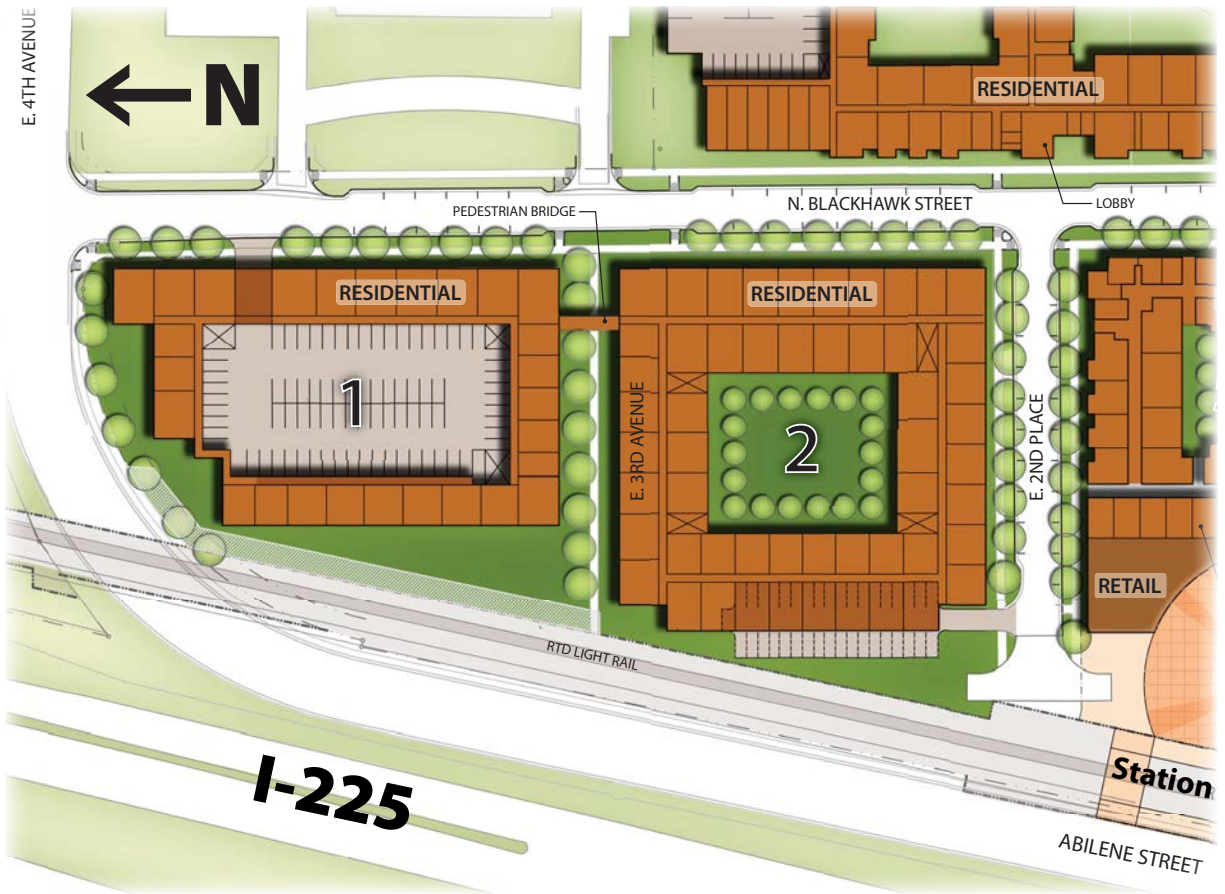 E. 4TH AVENUE
N
RESIDENTIAL
LOBBY
N. BLACKHAWK STREET
PEDESTRIAN BRIDGE
RESIDENTIAL
RESIDENTIAL
1
2
E. 3RD AVENUE
E. 2ND PLACE
RETAIL
RTD LIGHT RAIL
I-225
Station
ABILENE STREET